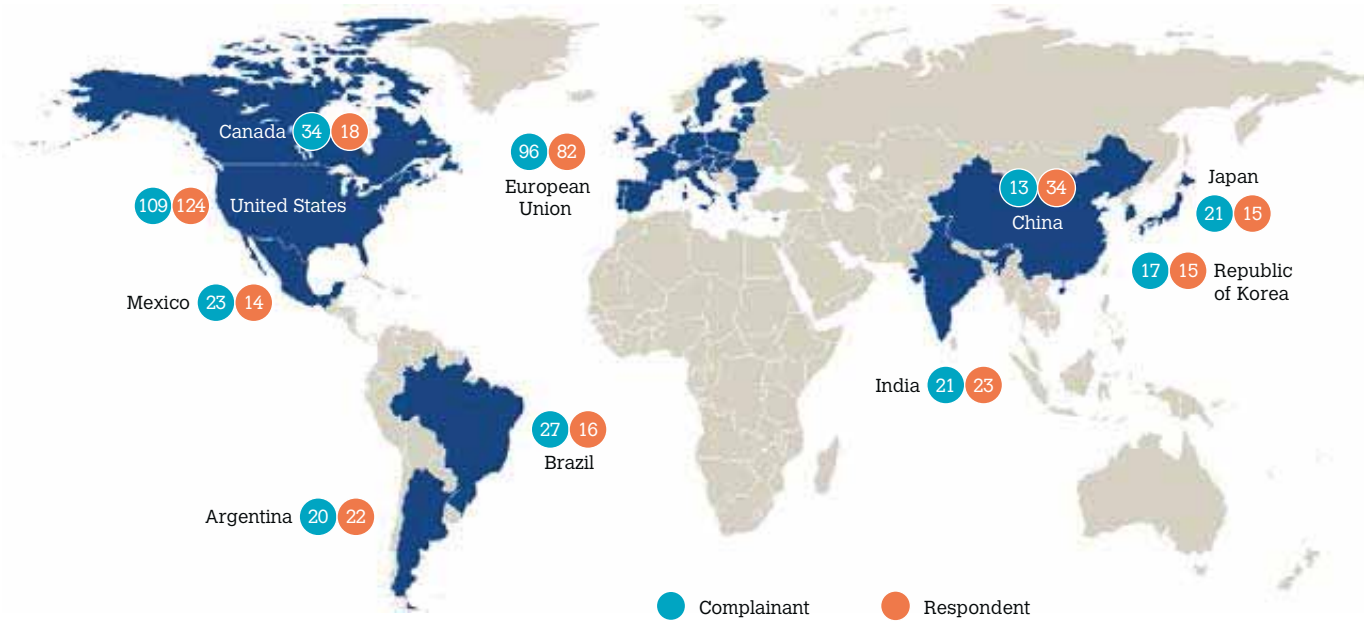 Canada 34 18
96 82
European
Union
109 124 United States
13 34
China
Japan
21 15
17 15 Republic
of Korea
Mexico 23 14
India 21 23
27 16
Brazil
Argentina 20 22
Complainant Respondent